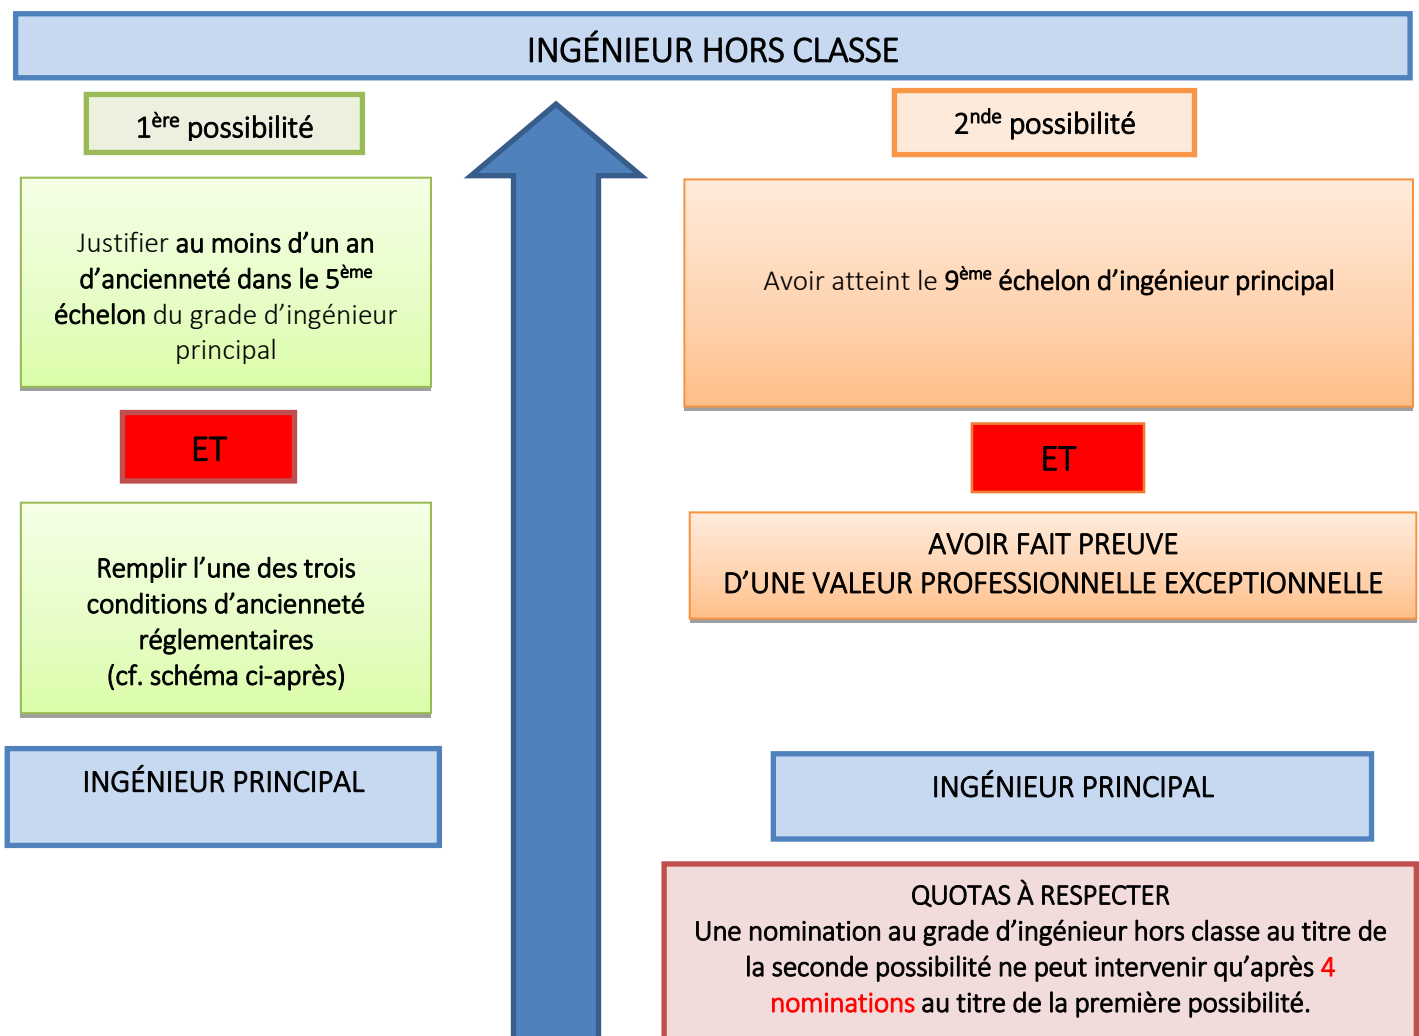 INGÉNIEUR HORS CLASSE
1ère possibilité
Justifier au moins d’un an
d’ancienneté dans le 5ème
échelon du grade d’ingénieur
principal
ET
Remplir l’une des trois
conditions d’ancienneté
réglementaires
(cf. schéma ci-après)
INGÉNIEUR PRINCIPAL
2nde possibilité
Avoir atteint le 9ème échelon d’ingénieur principal
ET
AVOIR FAIT PREUVE
D’UNE VALEUR PROFESSIONNELLE EXCEPTIONNELLE
INGÉNIEUR PRINCIPAL
QUOTAS À RESPECTER
Une nomination au grade d’ingénieur hors classe au titre de
la seconde possibilité ne peut intervenir qu’après 4
nominations au titre de la première possibilité.